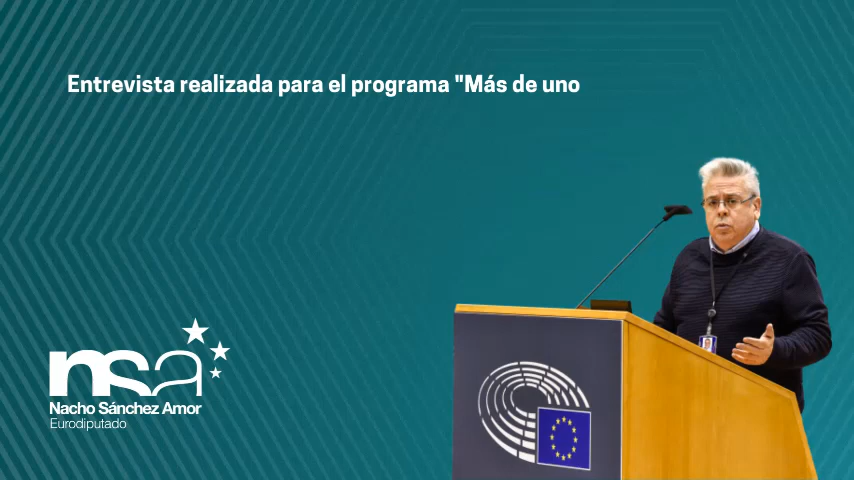 Entrevista realizada para el programa "Más de uno
nsa
Nacho Sánchez Amor
Eurodiputado